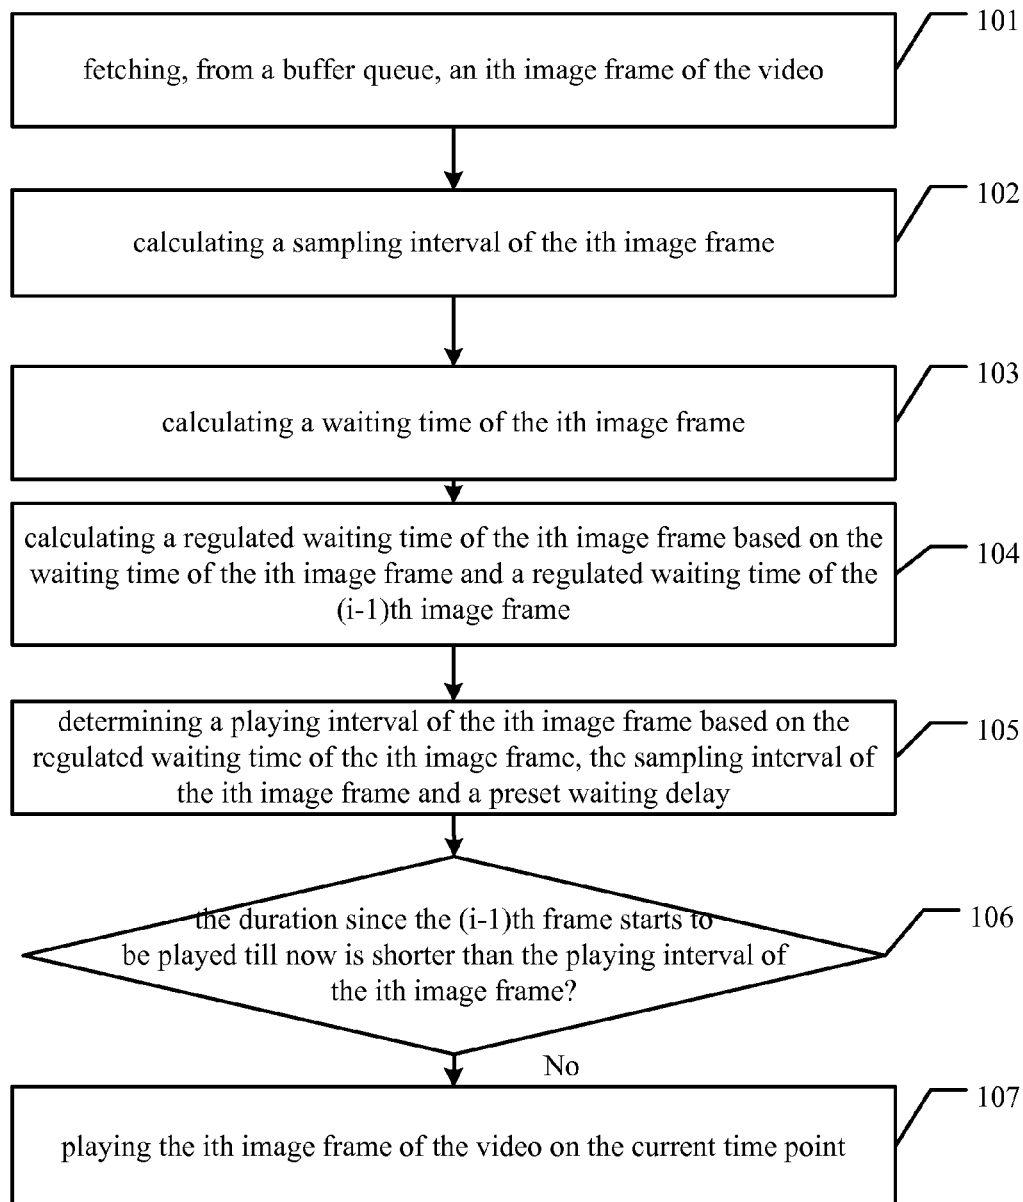 101
fetching, from a buffer queue, an ith image frame of the video
102
calculating a sampling interval of the ith image frame
103
calculating a waiting time of the ith image frame
calculating a regulated waiting time of the ith image frame based on the
waiting time of the ith image frame and a regulated waiting time of the
(i-1)th image frame
104
determining a playing interval of the ith image frame based on the
regulated waiting time of the ith image frame, the sampling interval of
the ith image frame and a preset waiting delay
105
the duration since the (i-1)th frame starts to
be played till now is shorter than the playing interval of
the ith image frame?
106
No
107
playing the ith image frame of the video on the current time point